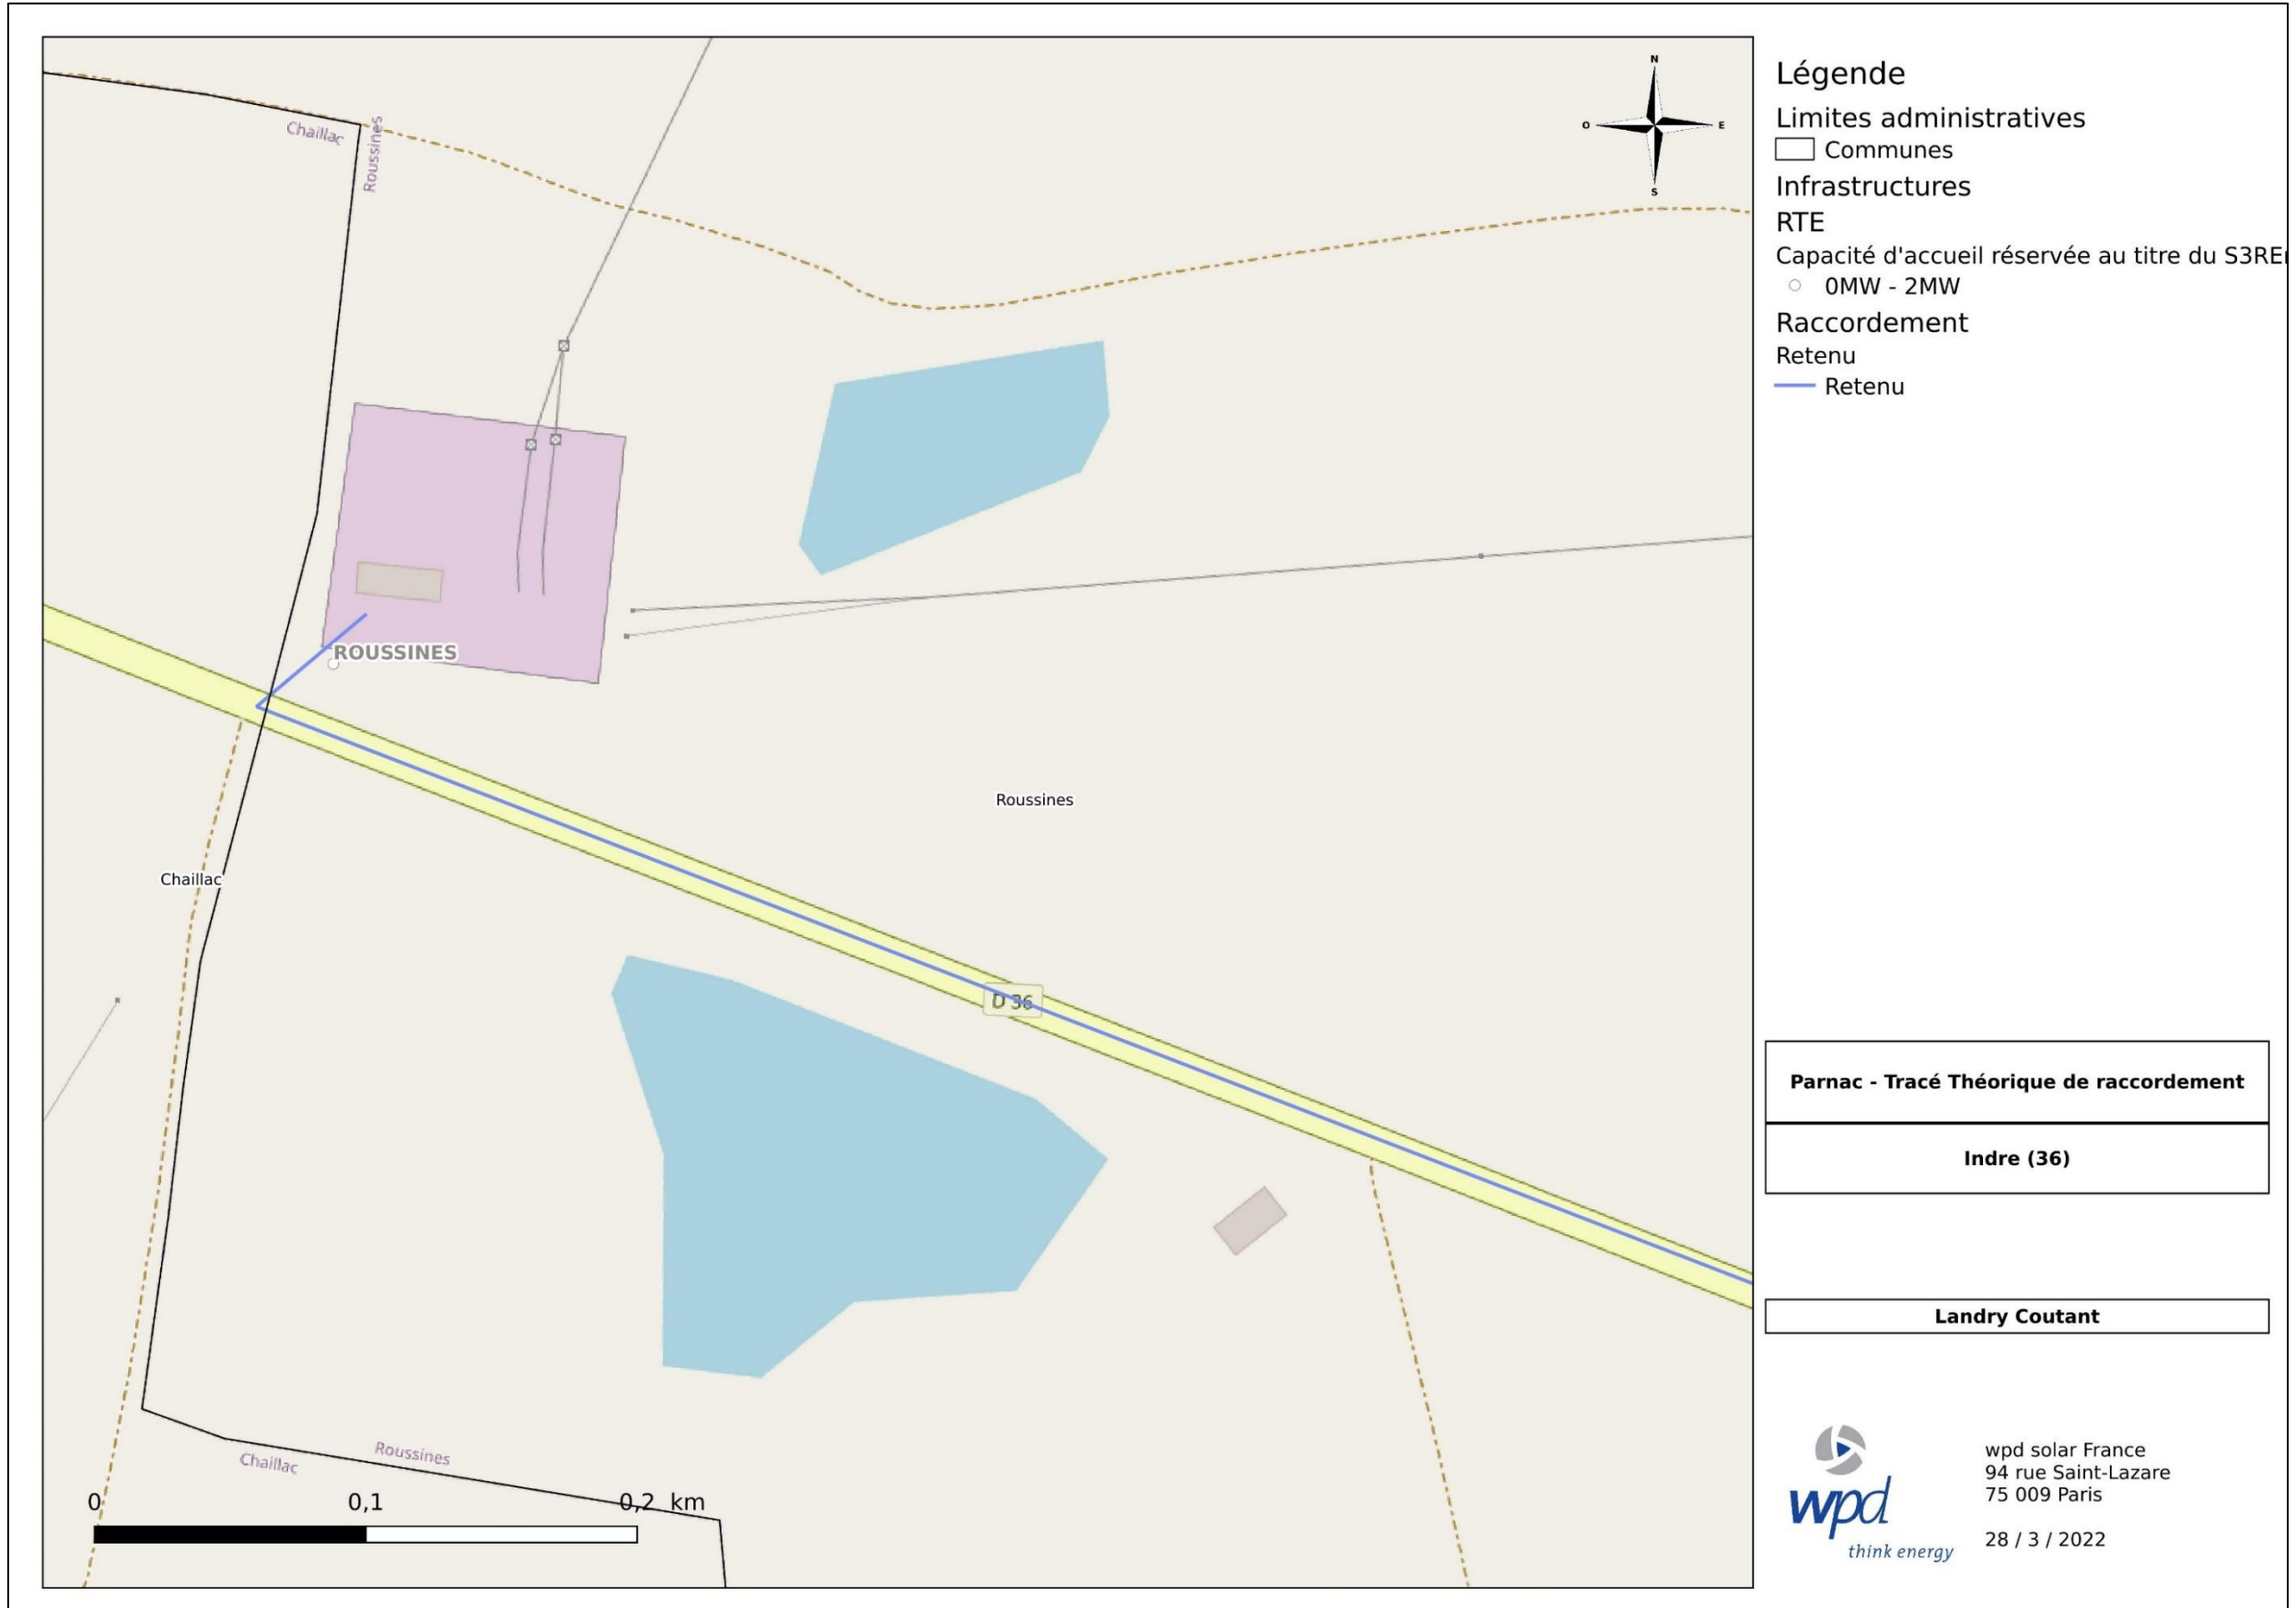 Chaillac
Roussines
N
O
E
S
ROUSSINES
Roussines
Chaillac
D 36
Roussines
Chaillac
0
0,1
0,2 km
Légende
Limites administratives
Communes
Infrastructures
RTE
Capacité d'accueil réservée au titre du S3REn
0MW - 2MW
Raccordement
Retenu
Retenu
Parnac - Tracé Théorique de raccordement
Indre (36)
Landry Coutant
wpd
think energy
wpd solar France
94 rue Saint-Lazare
75 009 Paris
28 / 3 / 2022